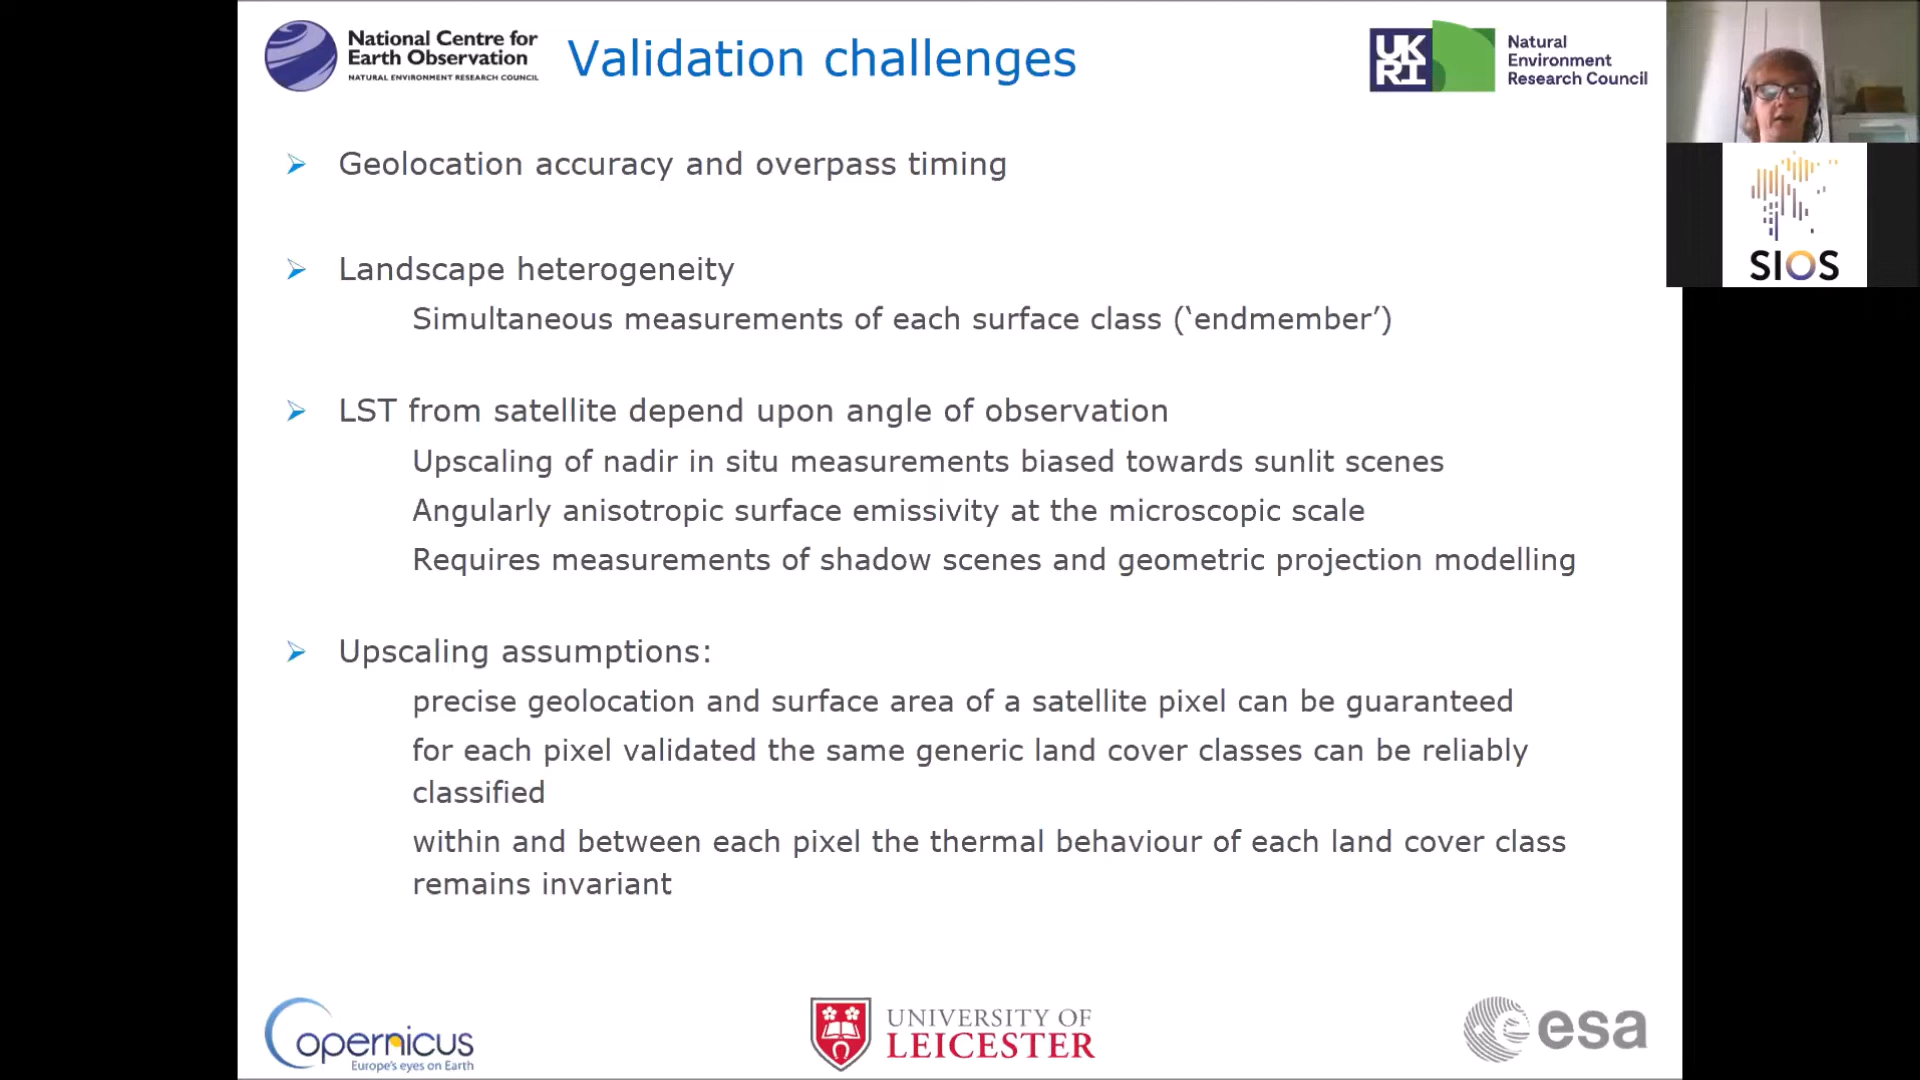 National Centre for
Earth Observation
NATURAL ENVIRONMENT RESEARCH COUNCIL
Validation challenges
UK
RI
Natural
Environment
Research Council
Geolocation accuracy and overpass timing
Landscape heterogeneity
Simultaneous measurements of each surface class (‘endmember’)
LST from satellite depend upon angle of observation
Upscaling of nadir in situ measurements biased towards sunlit scenes
Angularly anisotropic surface emissivity at the microscopic scale
Requires measurements of shadow scenes and geometric projection modelling
Upscaling assumptions:
precise geolocation and surface area of a satellite pixel can be guaranteed
for each pixel validated the same generic land cover classes can be reliably
classified
within and between each pixel the thermal behaviour of each land cover class
remains invariant
SIOS
Copernicus
Europe's eyes on Earth
UNIVERSITY OF
LEICESTER
esa